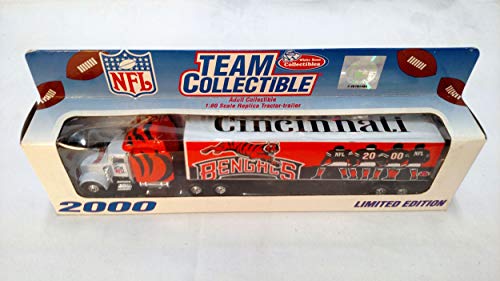 NFL
TEAM
COLLECTIBLE
White Rose
Collectibles
Adult Collectible
1:80 Scale Replica Tractor-trailer
Cincinnati
BENGALS
NFL 20 00 NFL
2000
LIMITED EDITION